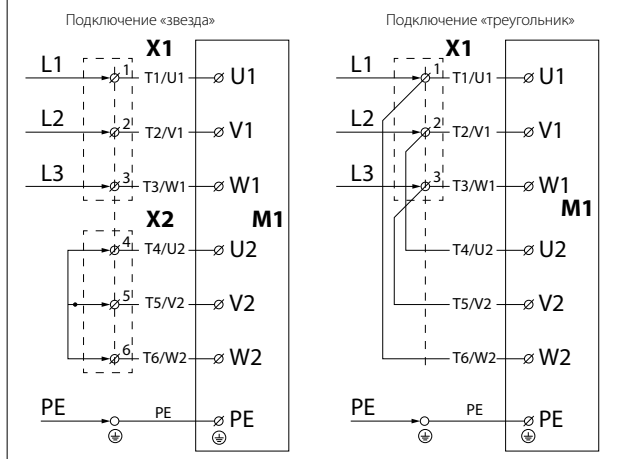 Подключение «звезда»
X1
L1 1 T1/U1 U1
L2 2 T2/V1 V1
L3 3 T3/W1 W1
X2 M1
4 T4/U2 U2
5 T5/V2 V2
6 T6/W2 W2
PE PE PE
Подключение «треугольник»
X1
L1 1 T1/U1 U1
L2 2 T2/V1 V1
L3 3 T3/W1 W1
M1
T4/U2 U2
T5/V2 V2
T6/W2 W2
PE PE PE